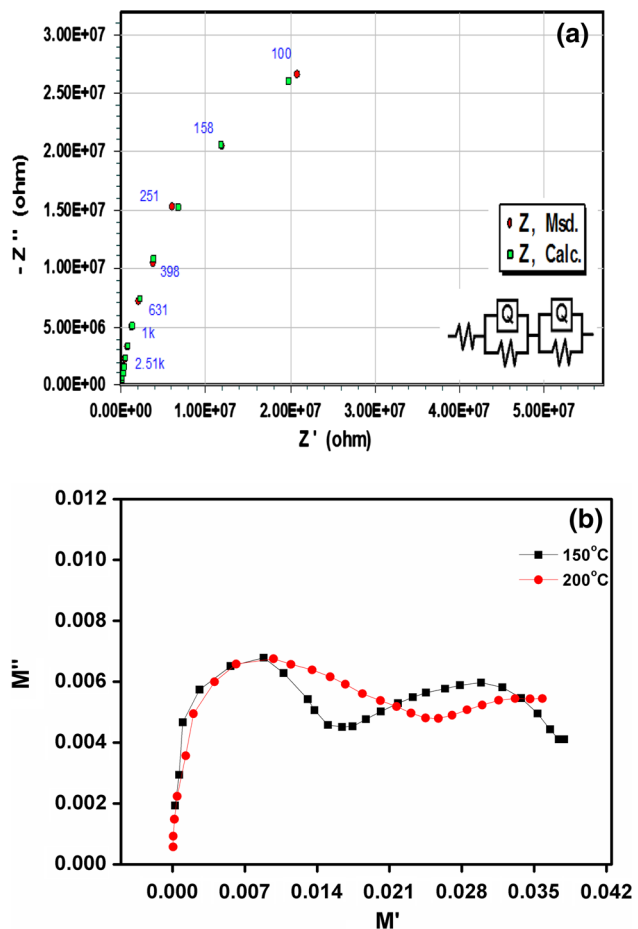 (a)
3.00E+07
2.50E+07
2.00E+07
1.50E+07
1.00E+07
5.00E+06
0.00E+00
- Z '' (ohm)
100
158
251
398
631
1k
2.51k
Z, Msd.
Z, Calc.
Q Q
0.00E+00 1.00E+07 2.00E+07 3.00E+07 4.00E+07 5.00E+07
Z ' (ohm)
(b)
0.012
0.010
0.008
0.006
0.004
0.002
0.000
M''
150°C
200°C
0.000 0.007 0.014 0.021 0.028 0.035 0.042
M'